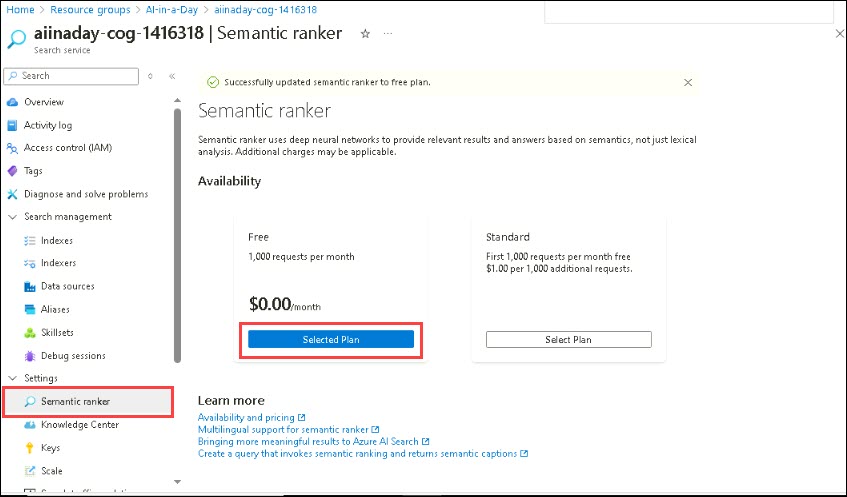 Home > Resource groups > AI-in-a-Day > aiinaday-cog-1416318
aiinaday-cog-1416318 | Semantic ranker
Search service
Search
Overview
Activity log
Access control (IAM)
Tags
Diagnose and solve problems
Search management
Indexes
Indexers
Data sources
Aliases
Skillsets
Debug sessions
Settings
Semantic ranker
Knowledge Center
Keys
Scale
Successfully updated semantic ranker to free plan.
Semantic ranker
Semantic ranker uses deep neural networks to provide relevant results and answers based on semantics, not just lexical
analysis. Additional charges may be applicable.
Availability
Free
1,000 requests per month
$0.00/month
Selected Plan
Standard
First 1,000 requests per month free
$1.00 per 1,000 additional requests.
Select Plan
Learn more
Availability and pricing
Multilingual support for semantic ranker
Bringing more meaningful results to Azure AI Search
Create a query that invokes semantic ranking and returns semantic captions